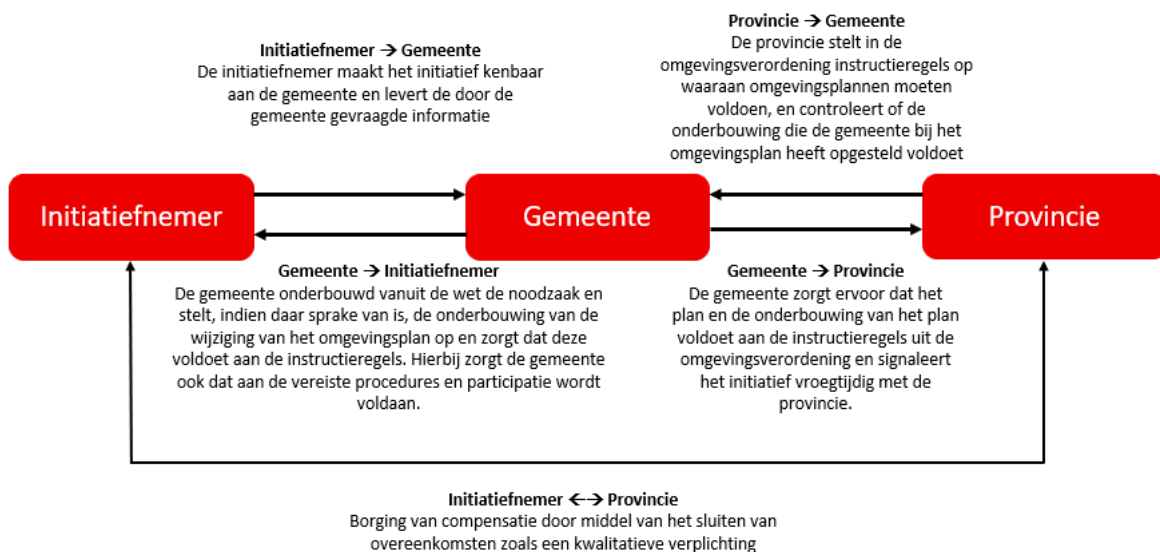 Initiatiefnemer → Gemeente
De initiatiefnemer maakt het initiatief kenbaar
aan de gemeente en levert de door de
gemeente gevraagde informatie
Provincie → Gemeente
De provincie stelt in de
omgevingsverordening instructieregels op
waaraan omgevingsplannen moeten
voldoen, en controleert of de
onderbouwing die de gemeente bij het
omgevingsplan heeft opgesteld voldoet
Initiatiefnemer
Gemeente
Provincie
Gemeente → Initiatiefnemer
De gemeente onderbouwd vanuit de wet de noodzaak en
stelt, indien daar sprake van is, de onderbouwing van de
wijziging van het omgevingsplan op en zorgt dat deze
voldoet aan de instructieregels. Hierbij zorgt de gemeente
ook dat aan de vereiste procedures en participatie wordt
voldaan.
Gemeente → Provincie
De gemeente zorgt ervoor dat het
plan en de onderbouwing van het plan
voldoet aan de instructieregels uit de
omgevingsverordening en signaleert
het initiatief vroegtijdig met de
provincie.
Initiatiefnemer ←→ Provincie
Borging van compensatie door middel van het sluiten van
overeenkomsten zoals een kwalitatieve verplichting